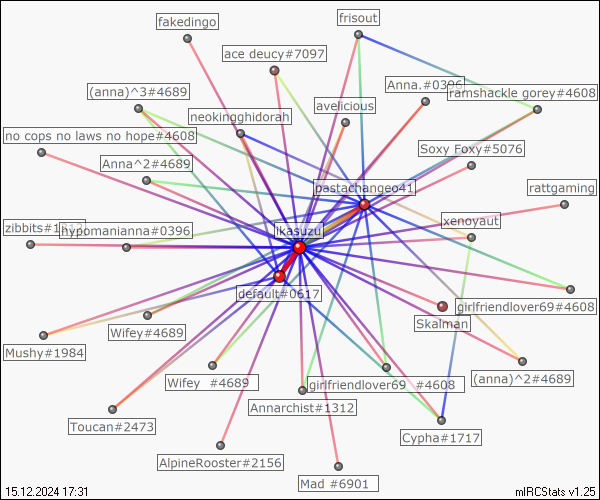 fakedingo
frisout
ace deucy#7097
Anna.#0396
(anna)^3#4689
ramshackle gorey#4608
avelicious
neokingghidorah
no cops no laws no hope#4608
Soxy Foxy#5076
Anna^2#4689
pastachangeo41
rattgaming
xenoyaut
zibbits#1
hypomanianna#0396
ikasuzu
default#0617
girlfriendlover69#4608
Skalman
Wifey#4689
Mushy#1984
(anna)^2#4689
Wifey  #4689
girlfriendlover69  #4608
Annarchist#1312
Toucan#2473
Cypha#1717
AlpineRooster#2156
Mad #6901
15.12.2024 17:31
mIRCStats v1.25